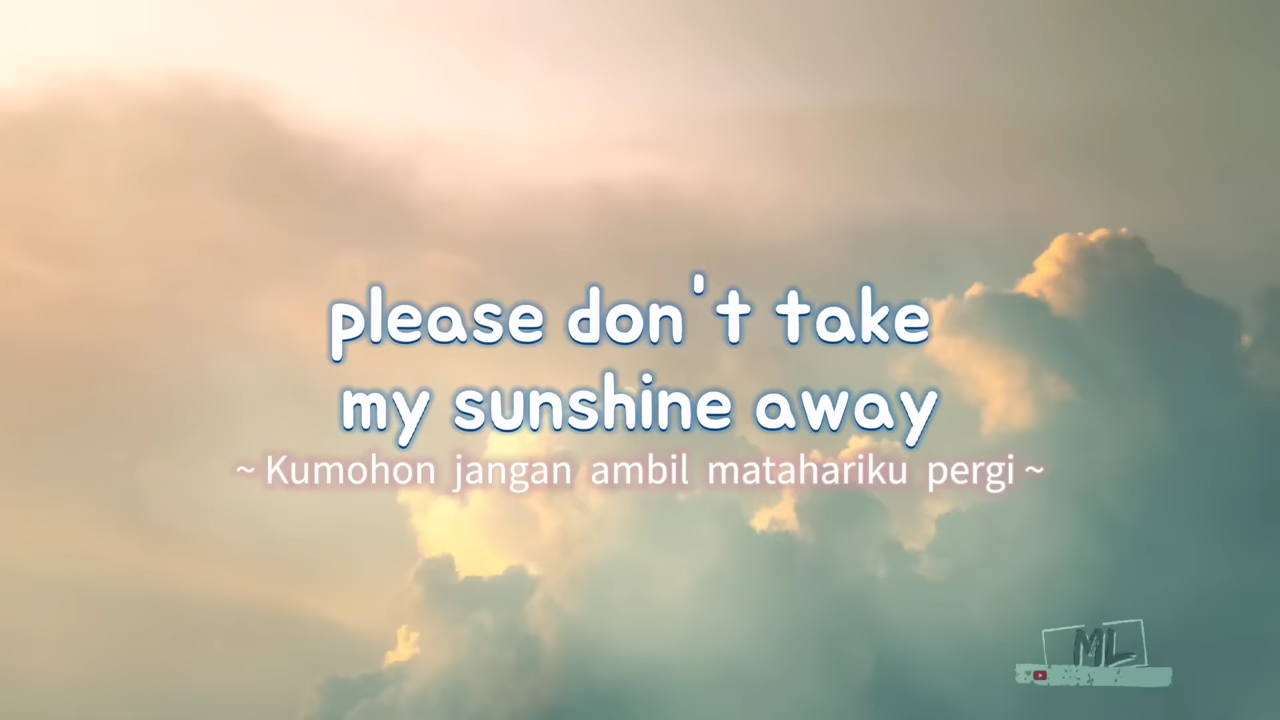 please don't take
my sunshine away
~ Kumohon jangan ambil matahariku pergi ~
ML